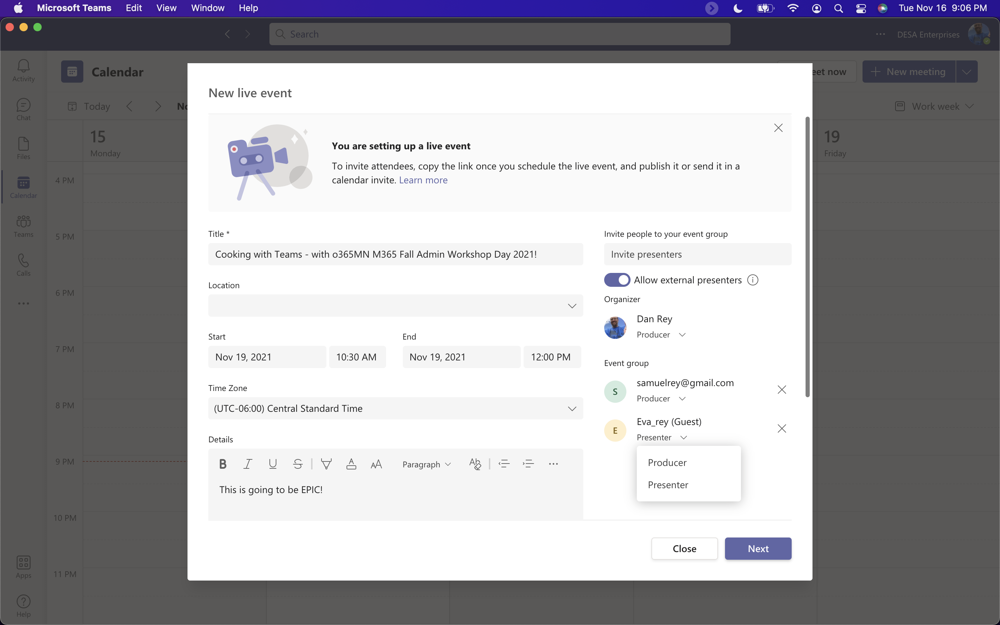 Microsoft Teams Edit View Window Help Tue Nov 16 9:06 PM
Search
DESA Enterprises
Activity
Chat
Files
Calendar
Teams
Calls
Apps
Help
Calendar
eet now
New meeting
Today
No
Work week
15
Monday
19
Friday
4 PM
5 PM
6 PM
7 PM
8 PM
9 PM
10 PM
11 PM
New live event
You are setting up a live event
To invite attendees, copy the link once you schedule the live event, and publish it or send it in a
calendar invite. Learn more
Title *
Cooking with Teams - with o365MN M365 Fall Admin Workshop Day 2021!
Location
Start
End
Nov 19, 2021 10:30 AM Nov 19, 2021 12:00 PM
Time Zone
(UTC-06:00) Central Standard Time
Details
B I U S A AA Paragraph Ab
This is going to be EPIC!
Invite people to your event group
Invite presenters
Allow external presenters
Organizer
Dan Rey
Producer
Event group
S
samuelrey@gmail.com
Producer
E
Eva_rey (Guest)
Presenter
Producer
Presenter
Close
Next